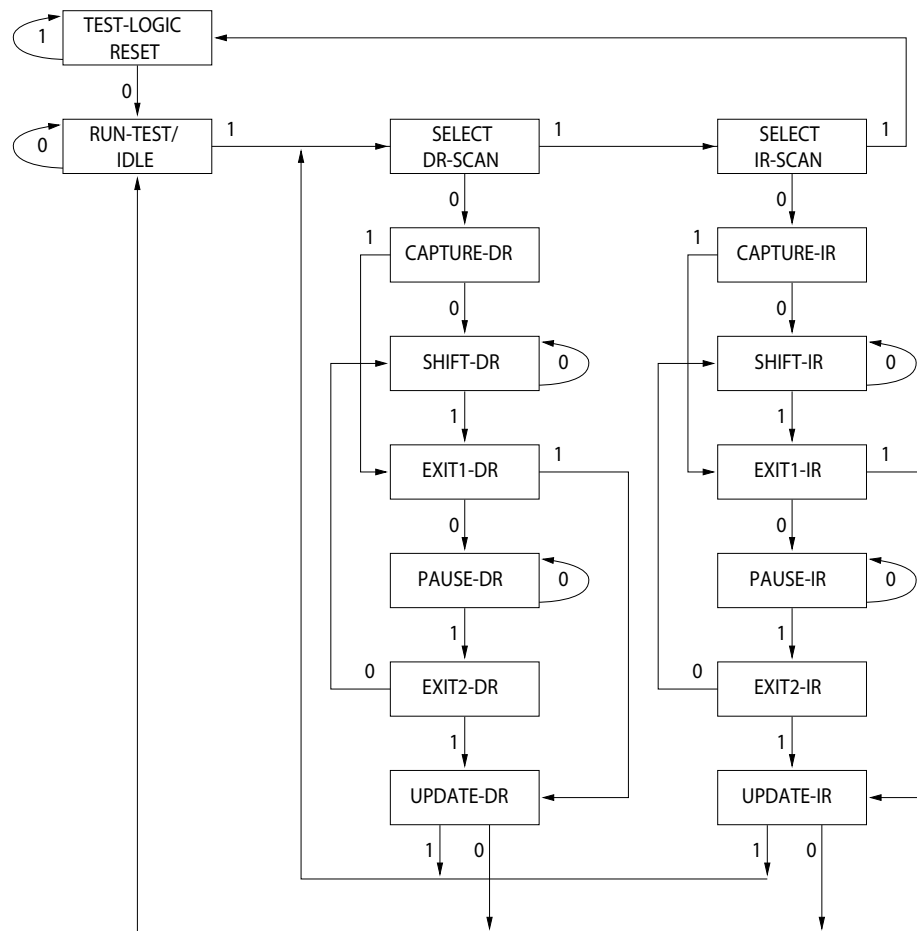 TEST-LOGIC
RESET
1
0
RUN-TEST/
IDLE
0
1
SELECT
DR-SCAN
1
SELECT
IR-SCAN
1
0
0
1
CAPTURE-DR
1
CAPTURE-IR
0
0
SHIFT-DR
0
SHIFT-IR
0
1
1
EXIT1-DR
1
EXIT1-IR
1
0
0
PAUSE-DR
0
PAUSE-IR
0
1
1
0
EXIT2-DR
0
EXIT2-IR
1
1
UPDATE-DR
UPDATE-IR
1
0
1
0